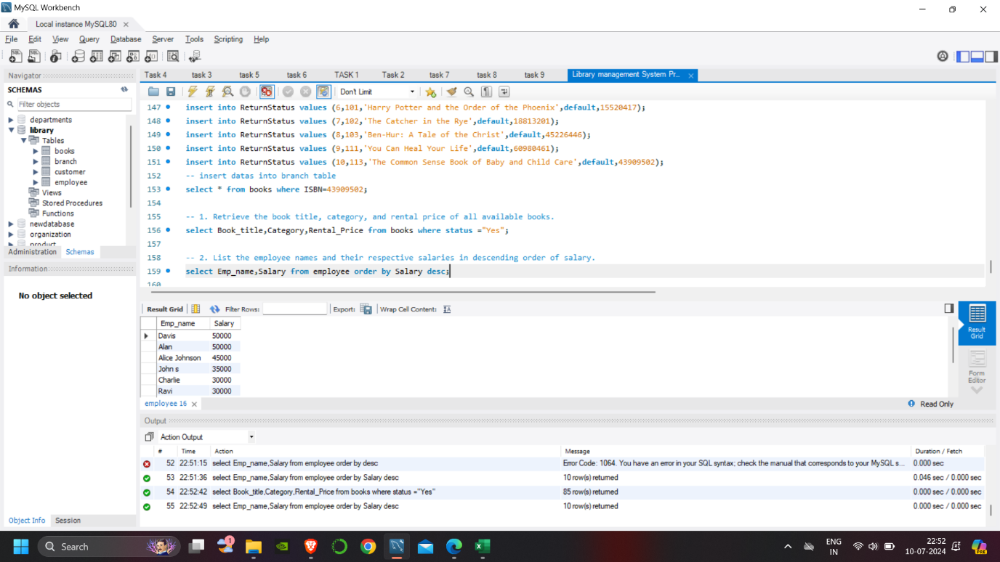 MySQL Workbench
Local instance MySQL80
File Edit View Query Database Server Tools Scripting Help
Navigator
SCHEMAS
Filter objects
departments
library
Tables
books
branch
customer
employee
Views
Stored Procedures
Functions
newdatabase
organization
product
Administration Schemas
Information
No object selected
Object Info Session
Task 4 task 3 task 5 task 6 TASK 1 Task 2 task 7 task 8 task 9 Library management System Pr...
Don't Limit
147 insert into ReturnStatus values (6,101,'Harry Potter and the Order of the Phoenix',default,15520417);
148 insert into ReturnStatus values (7,102,'The Catcher in the Rye',default,18813201);
149 insert into ReturnStatus values (8,103,'Ben-Hur: A Tale of the Christ',default,45226446);
150 insert into ReturnStatus values (9,111,'You Can Heal Your Life',default,60980461);
151 insert into ReturnStatus values (10,113,'The Common Sense Book of Baby and Child Care',default,43909502);
152 -- insert datas into branch table
153 select * from books where ISBN=43909502;
154
155 -- 1. Retrieve the book title, category, and rental price of all available books.
156 select Book_title,Category,Rental_Price from books where status ="Yes";
157
158 -- 2. List the employee names and their respective salaries in descending order of salary.
159 select Emp_name,Salary from employee order by Salary desc;
160
Result Grid Filter Rows: Export: Wrap Cell Content:
Emp_name Salary
Davis 50000
Alan 50000
Alice Johnson 45000
John s 35000
Charlie 30000
Ravi 30000
Result Grid
Form Editor
employee 16
Read Only
Output
Action Output
# Time Action Message Duration / Fetch
52 22:51:15 select Emp_name,Salary from employee order by desc Error Code: 1064. You have an error in your SQL syntax; check the manual that corresponds to your MySQL s... 0.000 sec
53 22:51:36 select Emp_name,Salary from employee order by Salary desc 10 row(s) returned 0.046 sec / 0.000 sec
54 22:52:42 select Book_title,Category,Rental_Price from books where status ="Yes" 85 row(s) returned 0.000 sec / 0.000 sec
55 22:52:49 select Emp_name,Salary from employee order by Salary desc 10 row(s) returned 0.000 sec / 0.000 sec
Search
1
ENG
IN
22:52
10-07-2024
PRE